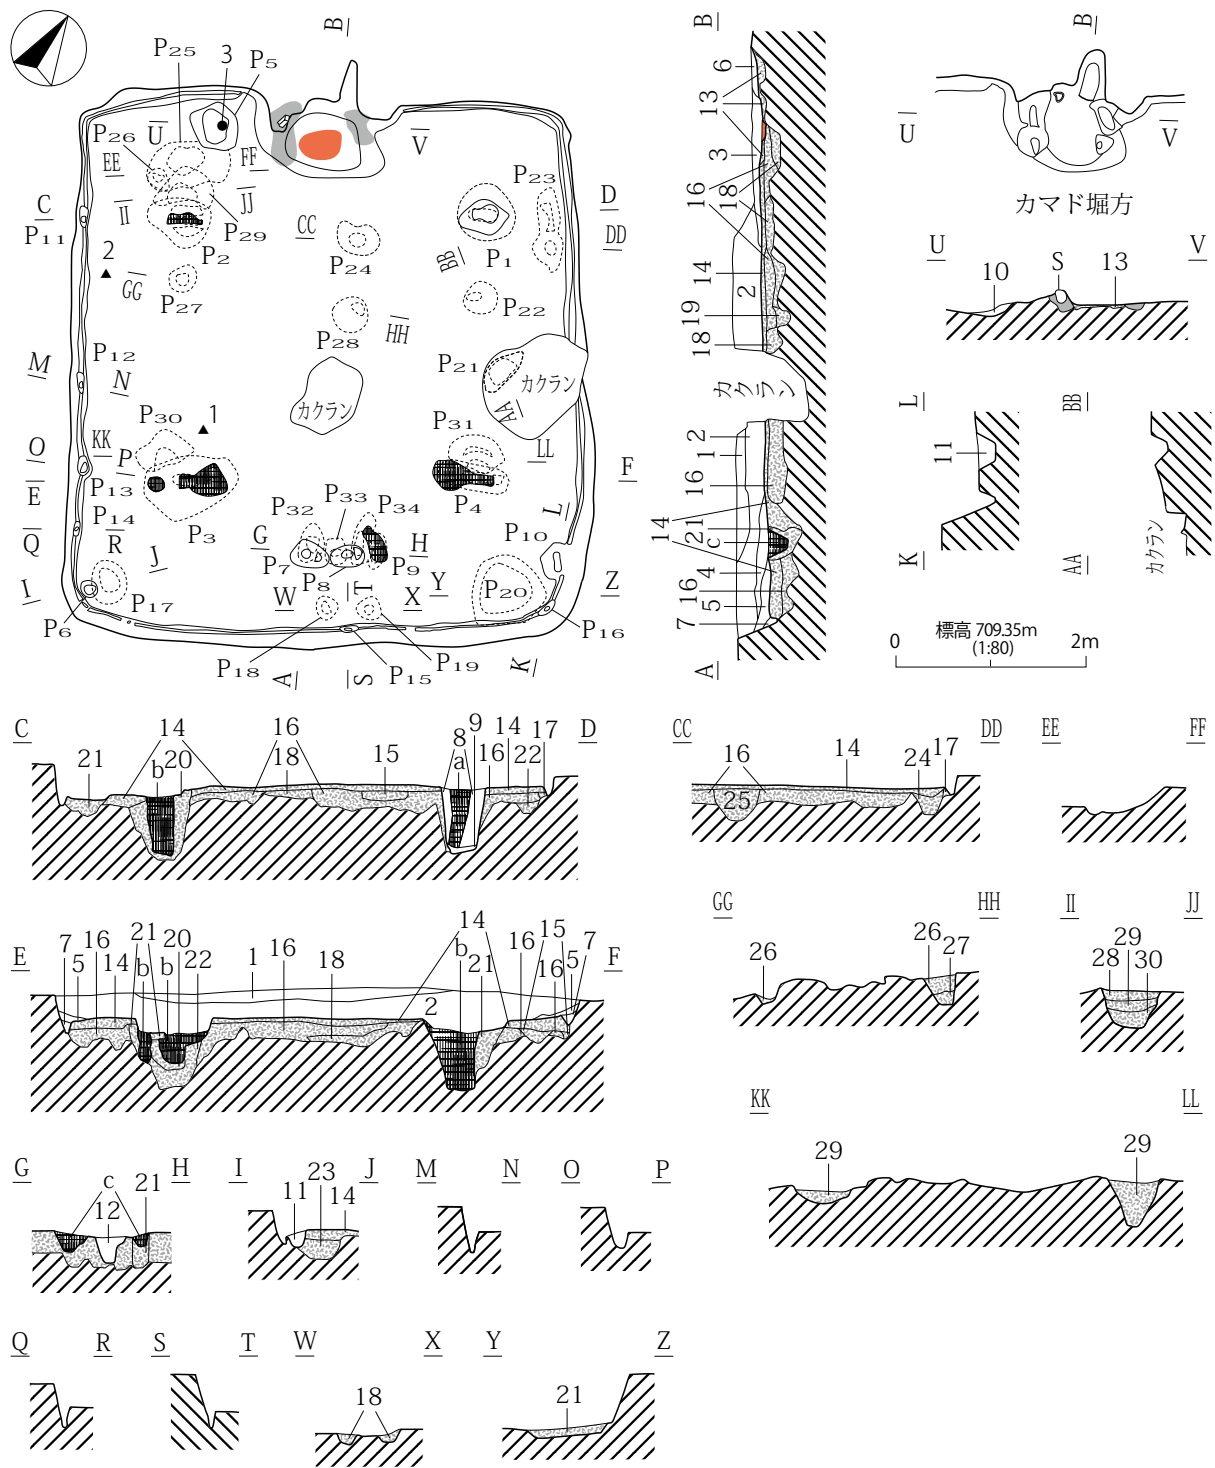 B
P25 3 P5
P26 U FF V
EE
C P11 II JJ P23 D
P29 CC DD
2 P2 P24 BB P1
GG P27 P22
P28 HH
P12 P21 カクラン
M N カクラン AA
P30 1 P31
O KK P LL F
E P13 P4
P14 P33 P34 L
Q R P3 P32 P10
J G P7 H P9
I P8 T Y P20 Z
P17 W X
P6 P16
P18 A S P15 P19 K
B
6
13
3
16
18
14
2
19
18
カクラン
2
1
16
14
21
c
4
16
5
7
A
B
U V
カマド堀方
U S V
10 13
L BB
11
K AA カクラン
標高 709.35m
0 (1:80) 2m
C 21 14 b 20 16 18 15 8 a 9 16 14 22 17 D
CC 16 25 14 24 17 DD
EE FF
E 7 5 16 14 21 b b 20 22 1 16 18 2 14 b 21 16 15 16 5 7 F
GG 26 26 27 HH
II 28 29 30 JJ
KK 29 29 LL
G c 12 21 H
I 11 23 14 J
M N
O P
Q R
S T
W 18 X
Y 21 Z